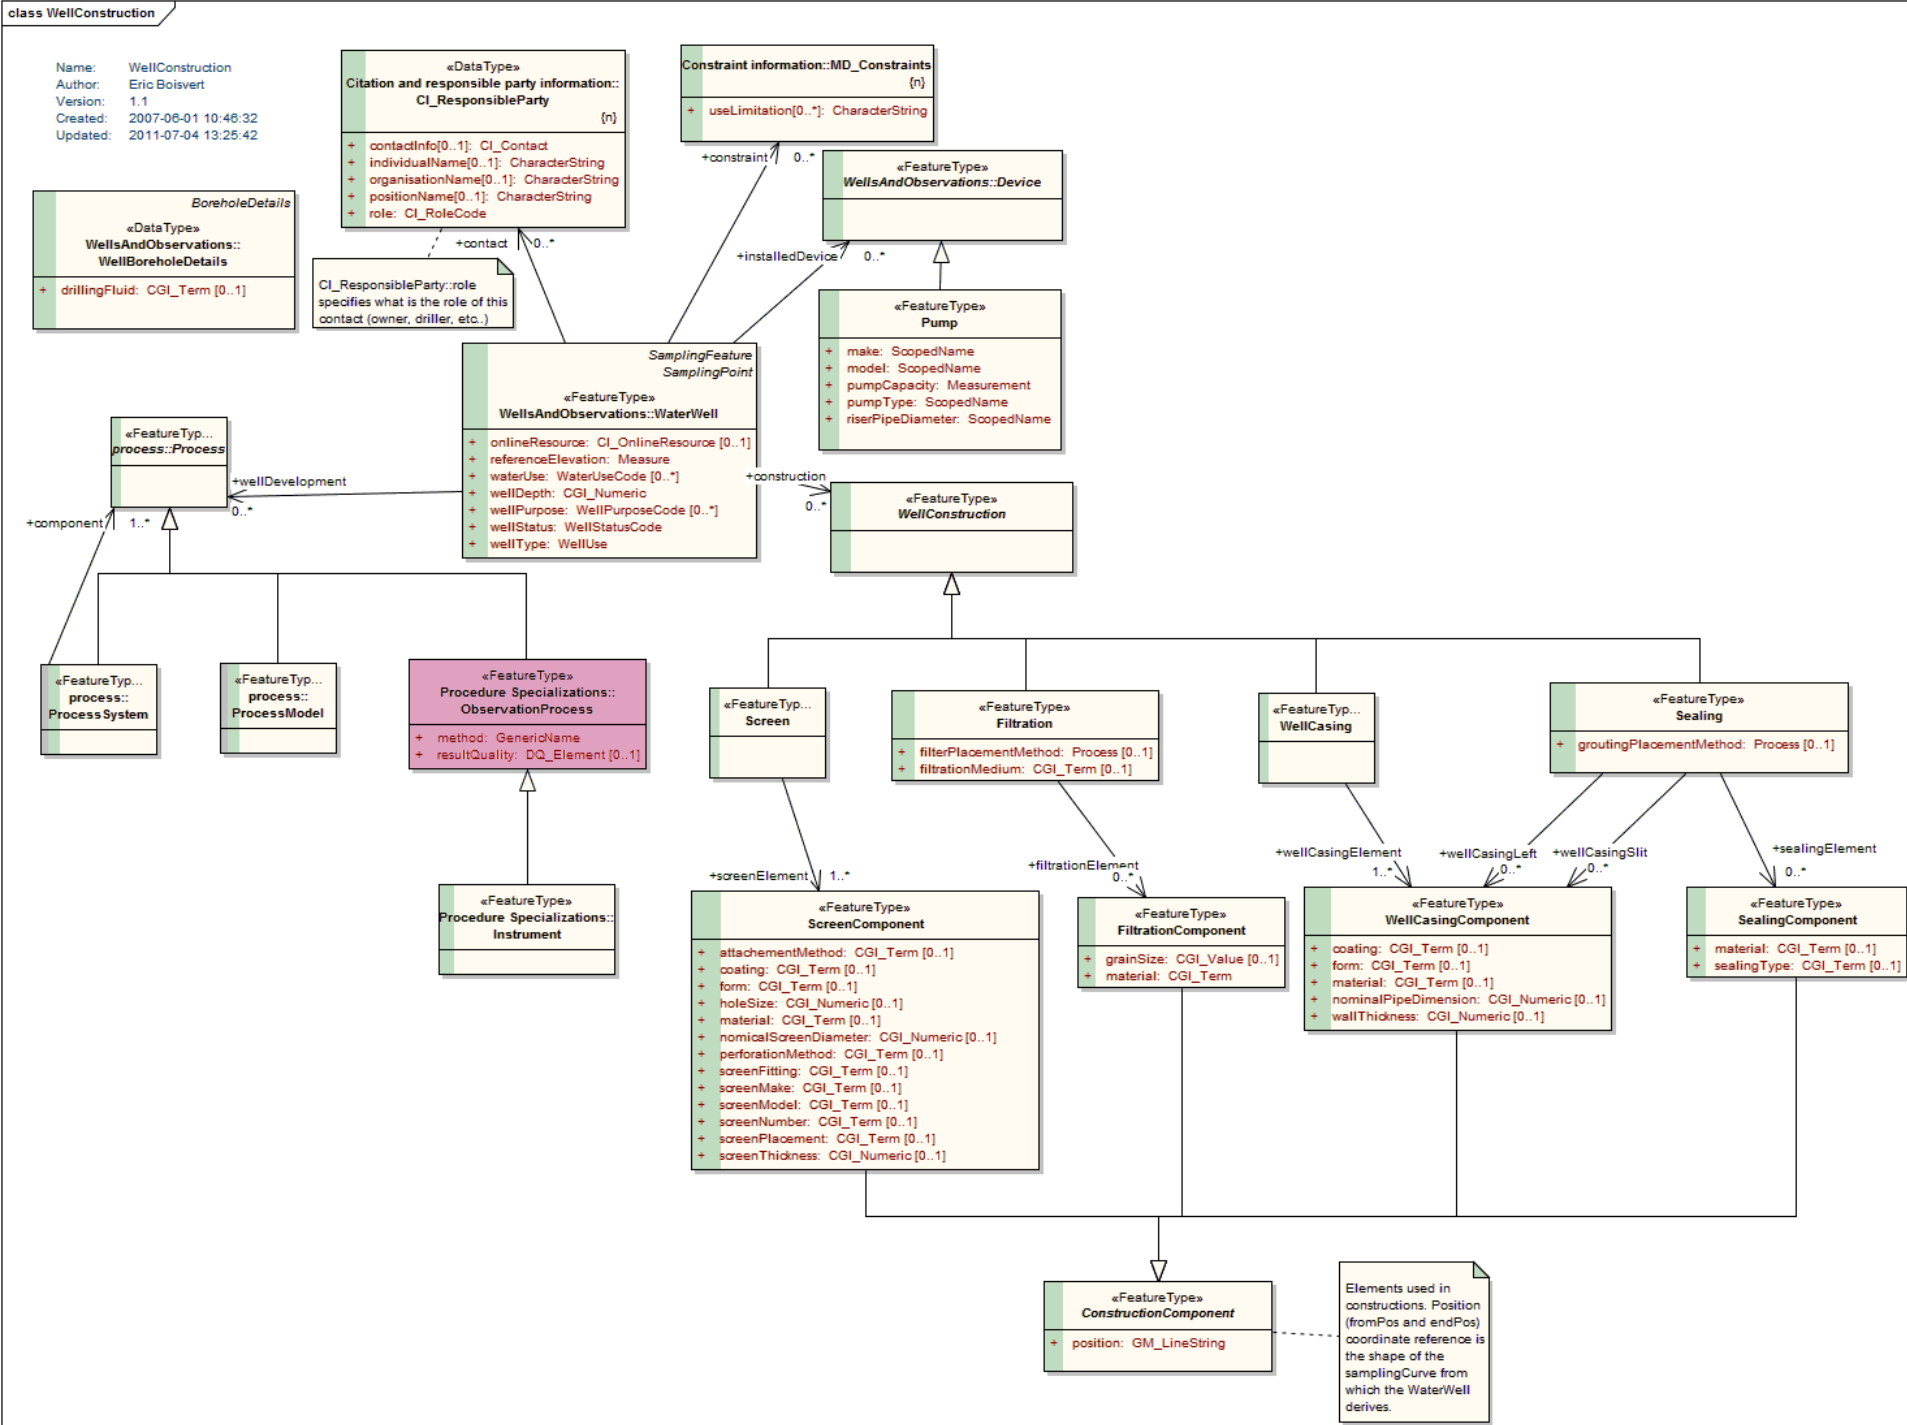 class WellConstruction
Name: WellConstruction
Author: Eric Boisvert
Version: 1.1
Created: 2007-06-01 10:46:32
Updated: 2011-07-04 13:25:42
«DataType»
Citation and responsible party information::
CI_ResponsibleParty
{n}
+ contactInfo[0..1]: CI_Contact
+ individualName[0..1]: CharacterString
+ organisationName[0..1]: CharacterString
+ positionName[0..1]: CharacterString
+ role: CI_RoleCode
Constraint information::MD_Constraints
{n}
+ useLimitation[0..*]: CharacterString
+constraint 0..*
«FeatureType»
WellsAndObservations::Device
BoreholeDetails
«DataType»
WellsAndObservations::
WellBoreholeDetails
+ drillingFluid: CGI_Term [0..1]
+contact 0..*
CI_ResponsibleParty::role
specifies what is the role of this
contact (owner, driller, etc..)
+installedDevice 0..*
«FeatureType»
Pump
+ make: ScopedName
+ model: ScopedName
+ pumpCapacity: Measurement
+ pumpType: ScopedName
+ riserPipeDiameter: ScopedName
SamplingFeature
SamplingPoint
«FeatureType»
WellsAndObservations::WaterWell
+ onlineResource: CI_OnlineResource [0..1]
+ referenceElevation: Measure
+ waterUse: WaterUseCode [0..*]
+ wellDepth: CGI_Numeric
+ wellPurpose: WellPurposeCode [0..*]
+ wellStatus: WellStatusCode
+ wellType: WellUse
«FeatureTyp...
process::Process
+wellDevelopment
0..*
+component 1..*
+construction
0..*
«FeatureType»
WellConstruction
«FeatureTyp...
process::
ProcessSystem
«FeatureTyp...
process::
ProcessModel
«FeatureType»
Procedure Specializations::
ObservationProcess
+ method: GenericName
+ resultQuality: DQ_Element [0..1]
«FeatureTyp...
Screen
«FeatureType»
Filtration
+ filterPlacementMethod: Process [0..1]
+ filtrationMedium: CGI_Term [0..1]
«FeatureTyp...
WellCasing
«FeatureType»
Sealing
+ groutingPlacementMethod: Process [0..1]
«FeatureType»
Procedure Specializations::
Instrument
+screenElement 1..*
+filtrationElement
0..*
+wellCasingElement
1..*
+wellCasingLeft
0..*
+wellCasingSlit
0..*
+sealingElement
0..*
«FeatureType»
ScreenComponent
+ attachementMethod: CGI_Term [0..1]
+ coating: CGI_Term [0..1]
+ form: CGI_Term [0..1]
+ holeSize: CGI_Numeric [0..1]
+ material: CGI_Term [0..1]
+ nomicalScreenDiameter: CGI_Numeric [0..1]
+ perforationMethod: CGI_Term [0..1]
+ screenFitting: CGI_Term [0..1]
+ screenMake: CGI_Term [0..1]
+ screenModel: CGI_Term [0..1]
+ screenNumber: CGI_Term [0..1]
+ screenPlacement: CGI_Term [0..1]
+ screenThickness: CGI_Numeric [0..1]
«FeatureType»
FiltrationComponent
+ grainSize: CGI_Value [0..1]
+ material: CGI_Term
«FeatureType»
WellCasingComponent
+ coating: CGI_Term [0..1]
+ form: CGI_Term [0..1]
+ material: CGI_Term [0..1]
+ nominalPipeDimension: CGI_Numeric [0..1]
+ wallThickness: CGI_Numeric [0..1]
«FeatureType»
SealingComponent
+ material: CGI_Term [0..1]
+ sealingType: CGI_Term [0..1]
«FeatureType»
ConstructionComponent
+ position: GM_LineString
Elements used in
constructions. Position
(fromPos and endPos)
coordinate reference is
the shape of the
samplingCurve from
which the WaterWell
derives.